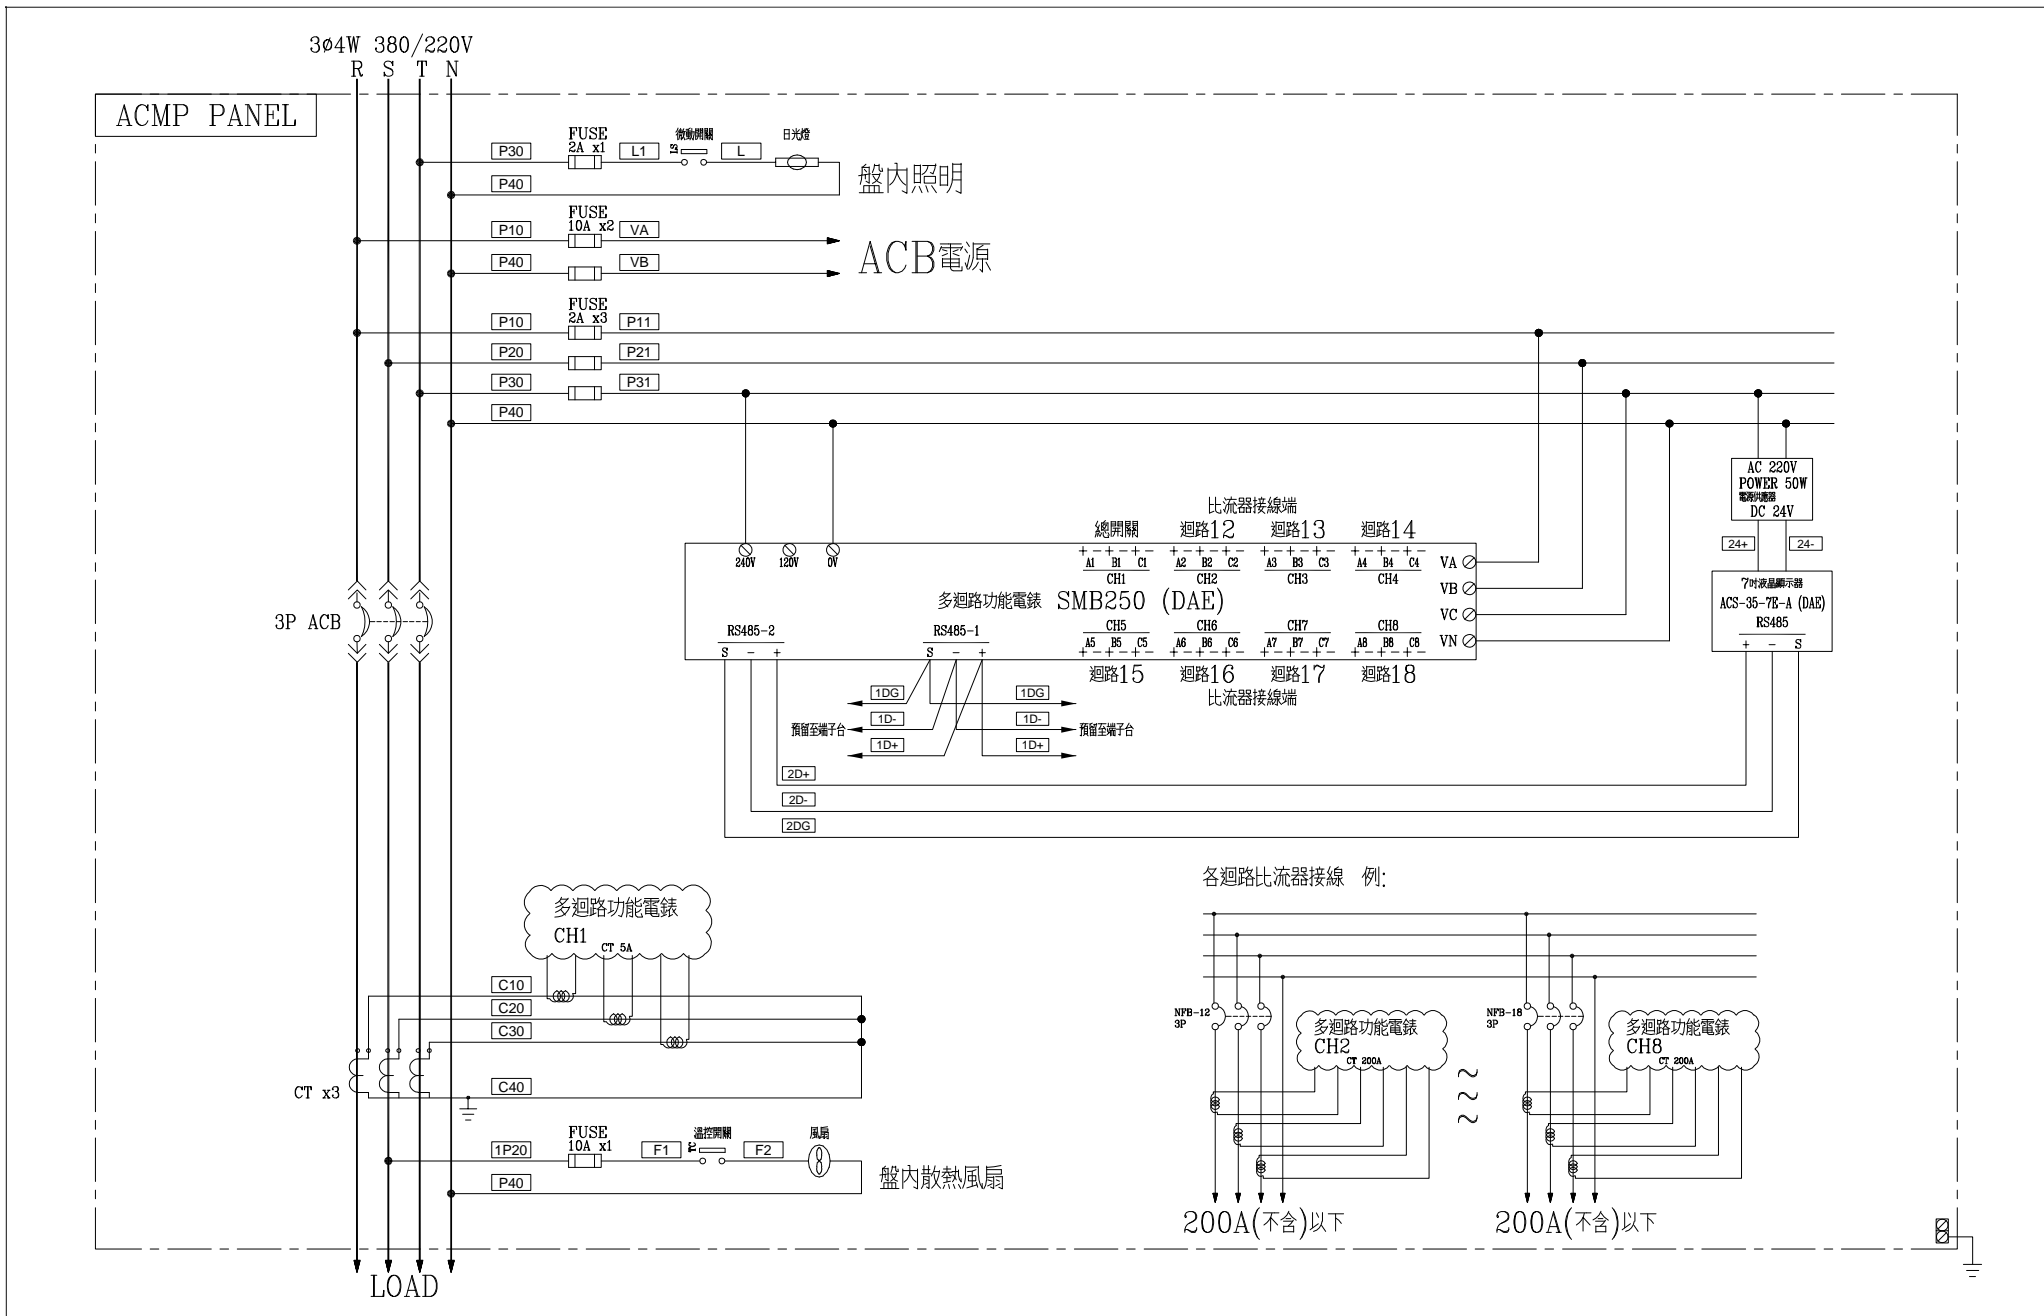 3ø4W 380/220V
R S T N
ACMP PANEL
FUSE
2A x1
微動開關
日光燈
P30
L1
LS
L
P40
盤內照明
FUSE
10A x2
P10
VA
P40
VB
ACB電源
FUSE
2A x3
P10
P11
P20
P21
P30
P31
P40
AC 220V
POWER 50W
電源供應器
DC 24V
24+
24-
7吋液晶顯示器
ACS-35-7E-A (DAE)
RS485
+ − S
比流器接線端
總開關 迴路12 迴路13 迴路14
240V 120V 0V
+ − + − + − + − + − + − + − + − + − + − + − + −
A1 B1 C1 A2 B2 C2 A3 B3 C3 A4 B4 C4
CH1 CH2 CH3 CH4
VA
VB
VC
VN
多迴路功能電錶 SMB250 (DAE)
RS485-2
RS485-1
CH5 CH6 CH7 CH8
A5 B5 C5 A6 B6 C6 A7 B7 C7 A8 B8 C8
S − +
S − +
+ − + − + − + − + − + − + − + − + − + − + − + −
迴路15 迴路16 迴路17 迴路18
比流器接線端
3P ACB
1DG
1DG
1D-
1D-
預留至端子台
預留至端子台
1D+
1D+
2D+
2D-
2DG
多迴路功能電錶
CH1
CT 5A
C10
C20
C30
C40
CT x3
FUSE
10A x1
溫控開關
風扇
1P20
F1
TC
F2
P40
盤內散熱風扇
LOAD
各迴路比流器接線 例:
NFB-12
3P
多迴路功能電錶
CH2
CT 200A
200A(不含)以下
NFB-18
3P
多迴路功能電錶
CH8
CT 200A
200A(不含)以下